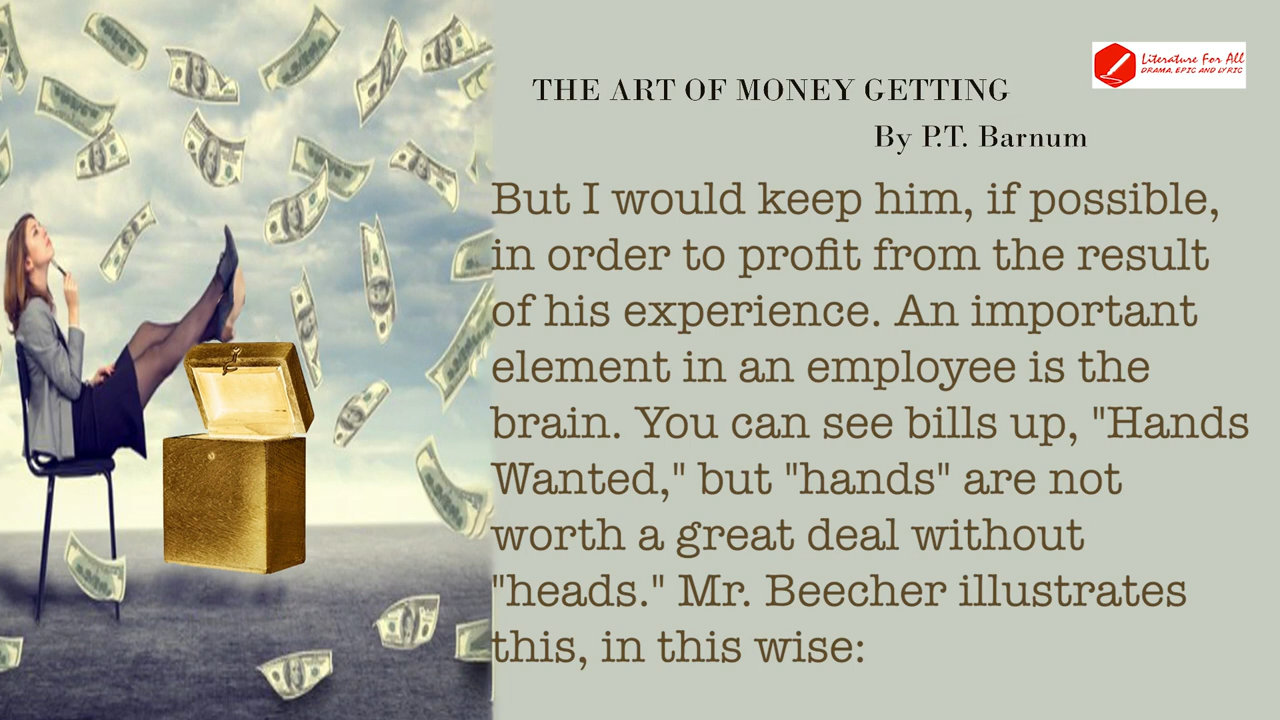 Literature For All
DRAMA, EPIC AND LYRIC
THE ART OF MONEY GETTING
By P.T. Barnum
But I would keep him, if possible,
in order to profit from the result
of his experience. An important
element in an employee is the
brain. You can see bills up, "Hands
Wanted," but "hands" are not
worth a great deal without
"heads." Mr. Beecher illustrates
this, in this wise: